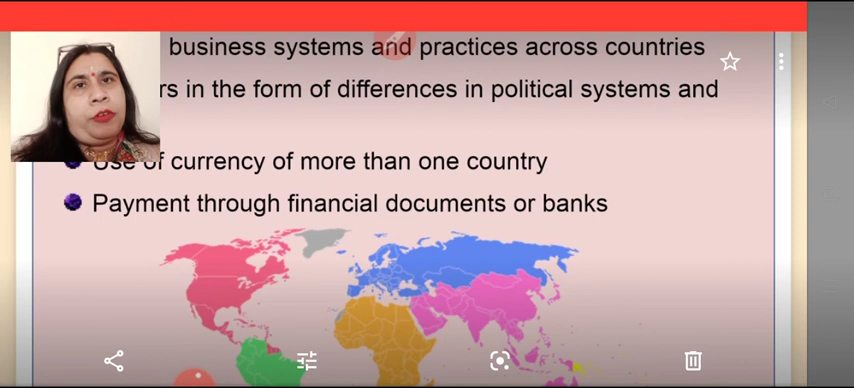 business systems and practices across countries
rs in the form of differences in political systems and
Use of currency of more than one country
Payment through financial documents or banks